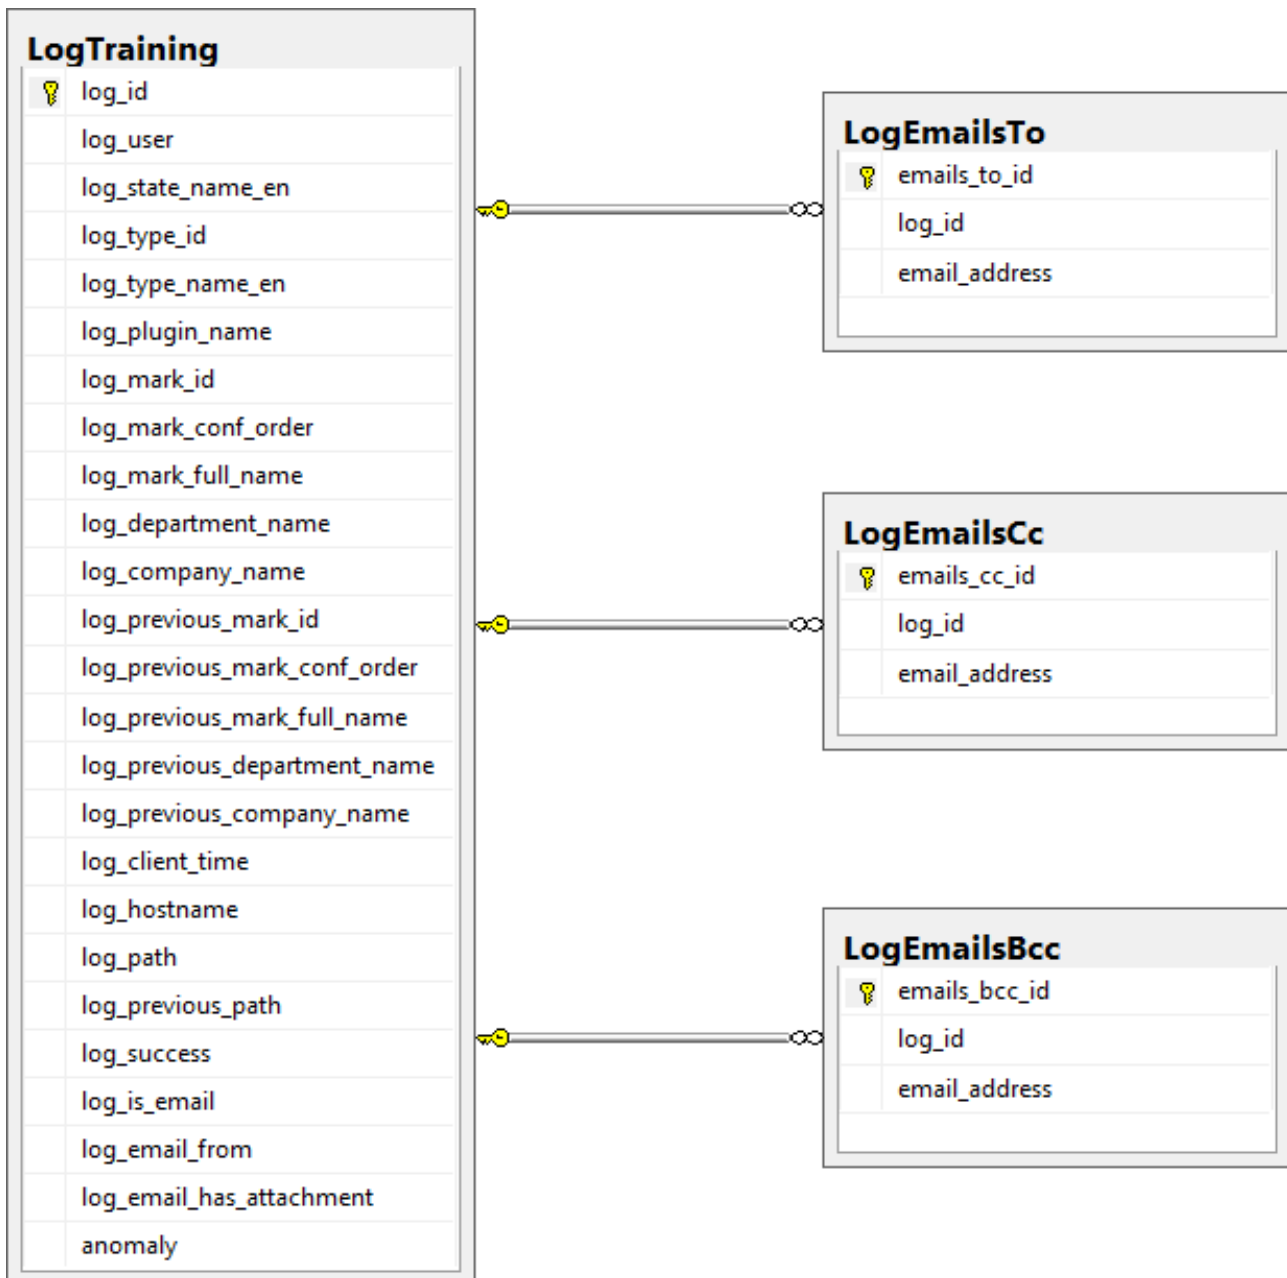 LogTraining
log_id
log_user
log_state_name_en
log_type_id
log_type_name_en
log_plugin_name
log_mark_id
log_mark_conf_order
log_mark_full_name
log_department_name
log_company_name
log_previous_mark_id
log_previous_mark_conf_order
log_previous_mark_full_name
log_previous_department_name
log_previous_company_name
log_client_time
log_hostname
log_path
log_previous_path
log_success
log_is_email
log_email_from
log_email_has_attachment
anomaly
LogEmailsTo
emails_to_id
log_id
email_address
LogEmailsCc
emails_cc_id
log_id
email_address
LogEmailsBcc
emails_bcc_id
log_id
email_address